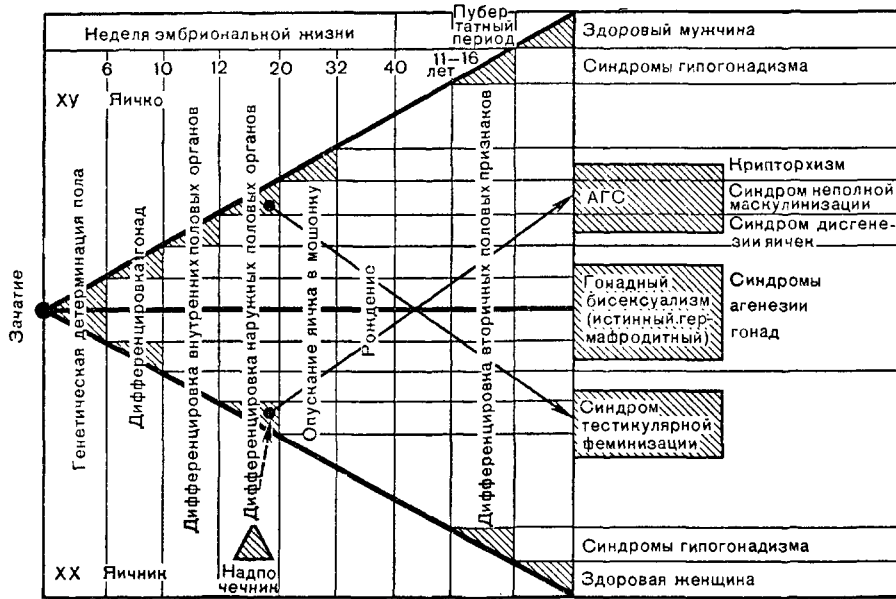 Неделя эмбриональной жизни
Пубер-
татный
период
6
10
12
20
32
40
11–16
лет
XY
Яичко
Зачатие
Генетическая детерминация пола
Дифференцировка гонад
Дифференцировка внутренних половых органов
Дифференцировка наружных половых органов
Опускание яичка в мошонку
Рождение
Дифференцировка вторичных половых признаков
XX
Яичник
Надпо-
чечник
Здоровый мужчина
Синдромы гипогонадизма
Крипторхизм
АГС
Синдром неполной
маскулинизации
Синдром дисгене-
зии яичек
Гонадный
бисексуализм
(истинный гер-
мафродитный)
Синдромы
агенезии
гонад
Синдром
тестикулярной
феминизации
Синдромы гипогонадизма
Здоровая женщина